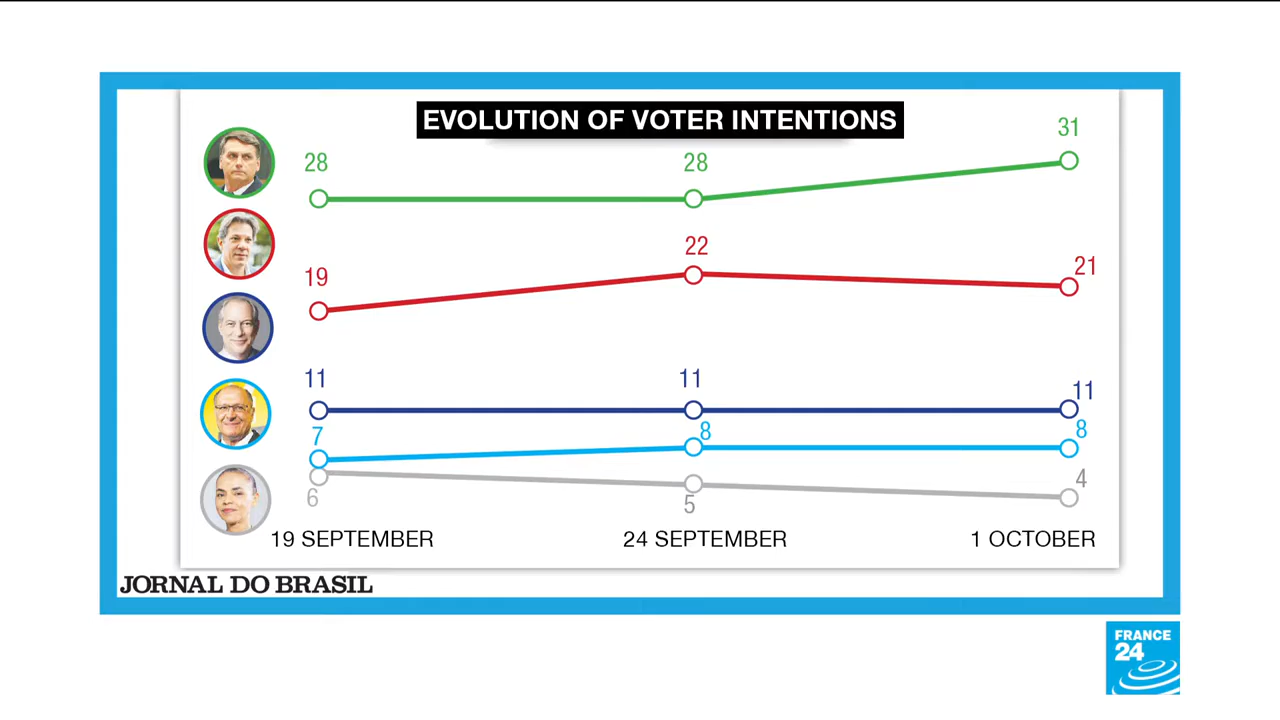 EVOLUTION OF VOTER INTENTIONS
28 28 31
19 22 21
11 11 11
7 8 8
6 5 4
19 SEPTEMBER 24 SEPTEMBER 1 OCTOBER
JORNAL DO BRASIL
FRANCE
24